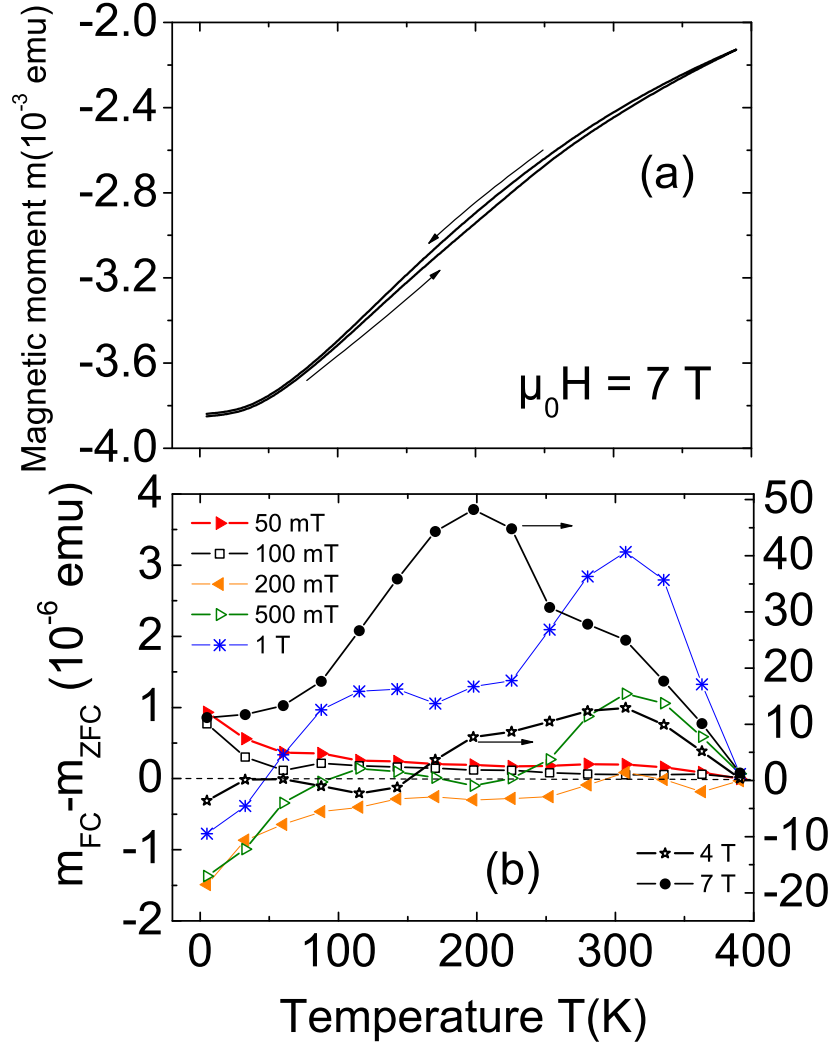 Magnetic moment m(10⁻³ emu)
-2.0
-2.4
-2.8
-3.2
-3.6
-4.0
(a)
μ₀H = 7 T
m_FC-m_ZFC (10⁻⁶ emu)
4
3
2
1
0
-1
-2
50 mT
100 mT
200 mT
500 mT
1 T
50
40
30
20
10
0
-10
-20
(b)
4 T
7 T
0
100
200
300
400
Temperature T(K)